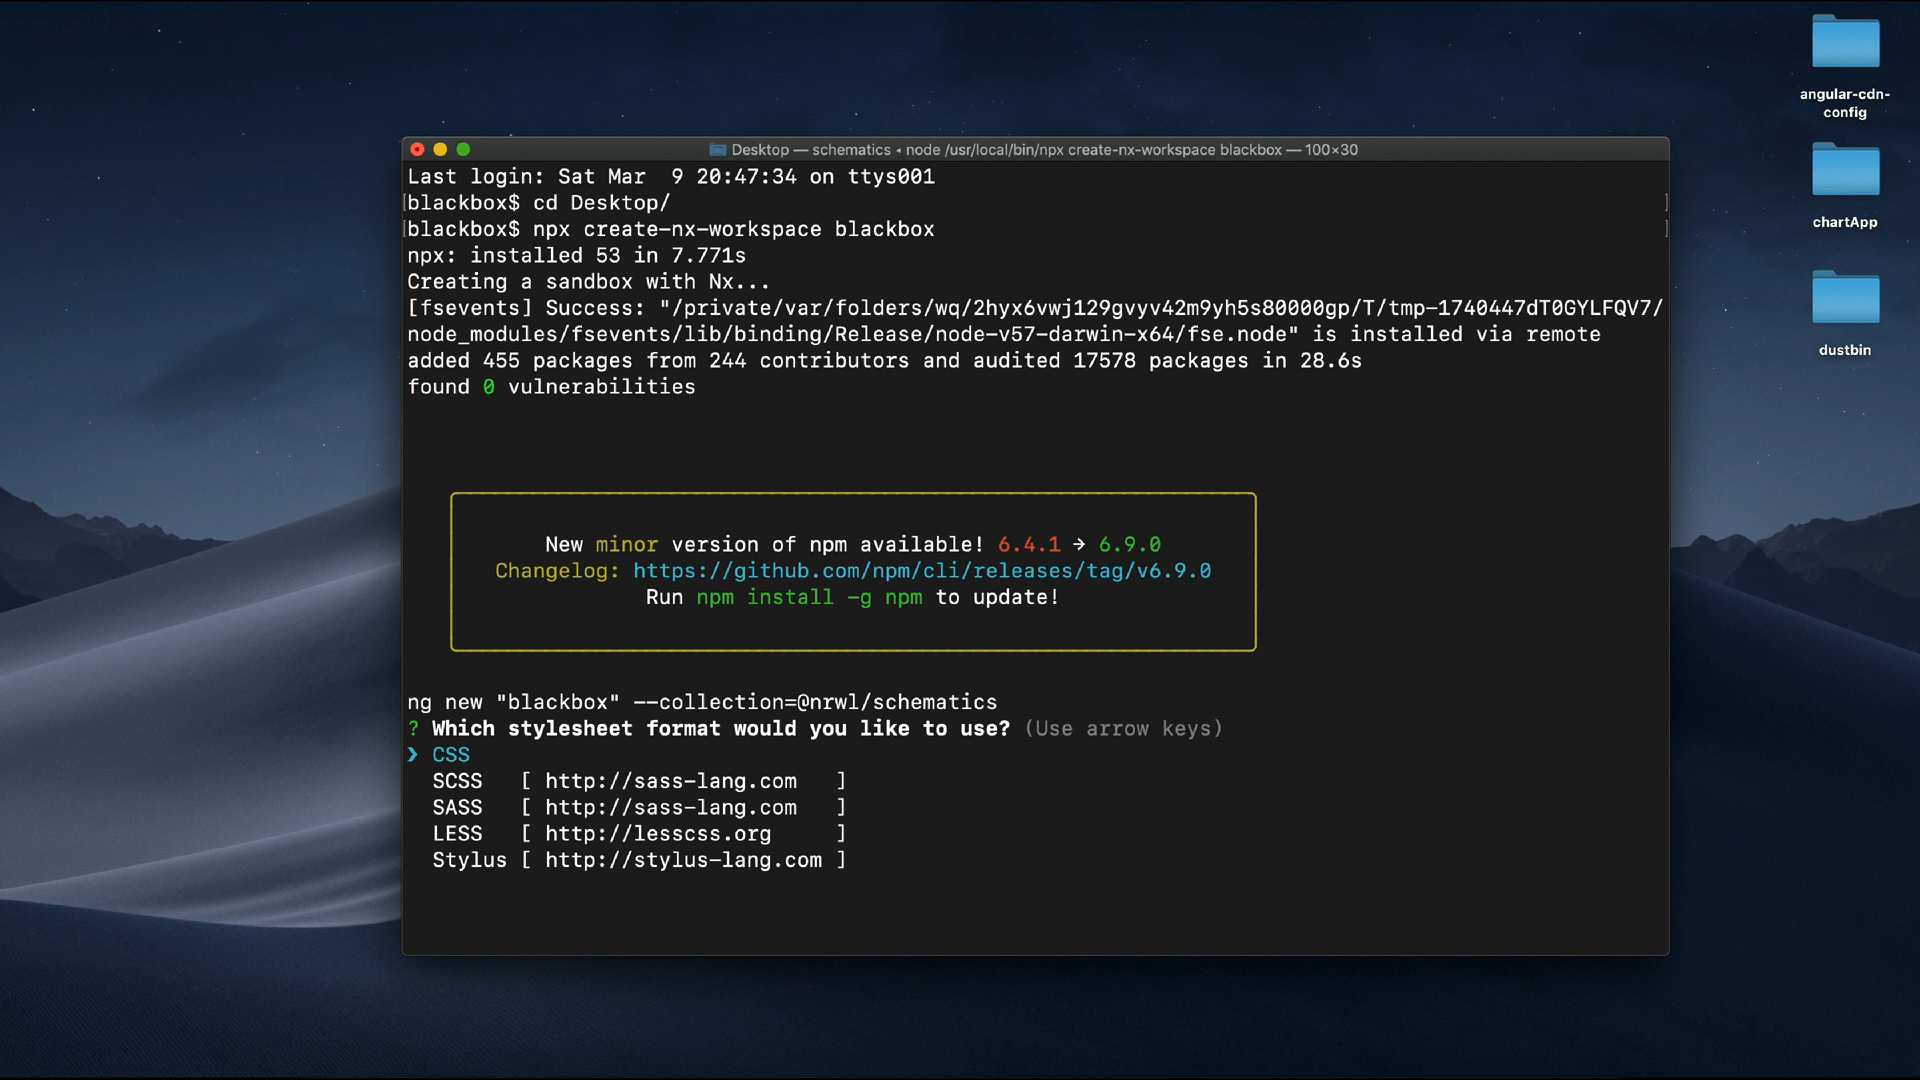 Desktop — schematics • node /usr/local/bin/npx create-nx-workspace blackbox — 100×30
Last login: Sat Mar  9 20:47:34 on ttys001
[blackbox$ cd Desktop/ ]
[blackbox$ npx create-nx-workspace blackbox ]
npx: installed 53 in 7.771s
Creating a sandbox with Nx...
[fsevents] Success: "/private/var/folders/wq/2hyx6vwj129gvyv42m9yh5s80000gp/T/tmp-1740447dT0GYLFQV7/
node_modules/fsevents/lib/binding/Release/node-v57-darwin-x64/fse.node" is installed via remote
added 455 packages from 244 contributors and audited 17578 packages in 28.6s
found 0 vulnerabilities
New minor version of npm available! 6.4.1 → 6.9.0
Changelog: https://github.com/npm/cli/releases/tag/v6.9.0
Run npm install -g npm to update!
ng new "blackbox" --collection=@nrwl/schematics
? Which stylesheet format would you like to use? (Use arrow keys)
❯ CSS
SCSS   [ http://sass-lang.com   ]
SASS   [ http://sass-lang.com   ]
LESS   [ http://lesscss.org     ]
Stylus [ http://stylus-lang.com ]
angular-cdn-
config
chartApp
dustbin